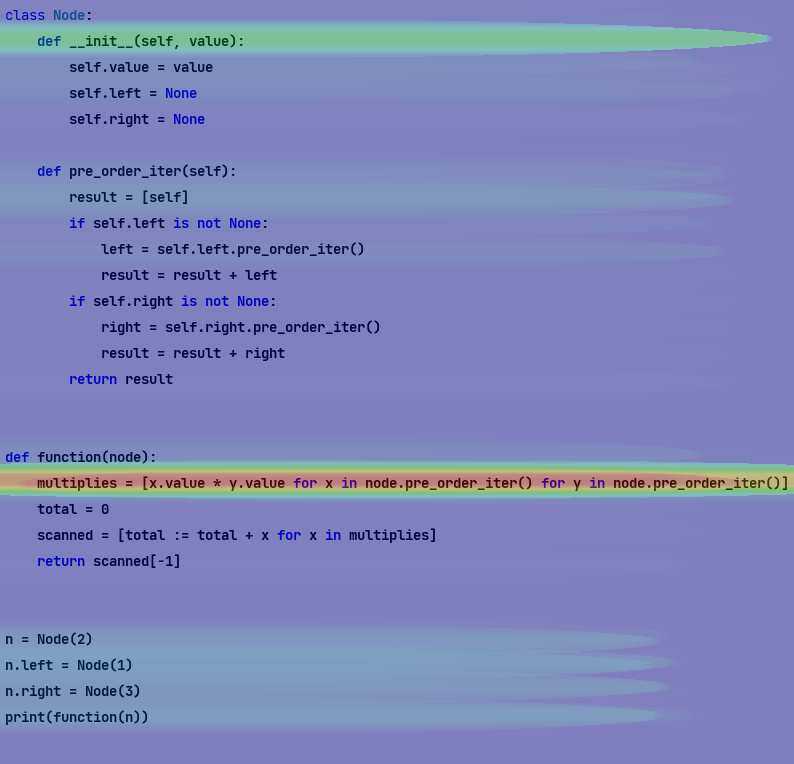 class Node:
    def __init__(self, value):
        self.value = value
        self.left = None
        self.right = None

    def pre_order_iter(self):
        result = [self]
        if self.left is not None:
            left = self.left.pre_order_iter()
            result = result + left
        if self.right is not None:
            right = self.right.pre_order_iter()
            result = result + right
        return result


def function(node):
    multiplies = [x.value * y.value for x in node.pre_order_iter() for y in node.pre_order_iter()]
    total = 0
    scanned = [total := total + x for x in multiplies]
    return scanned[-1]


n = Node(2)
n.left = Node(1)
n.right = Node(3)
print(function(n))